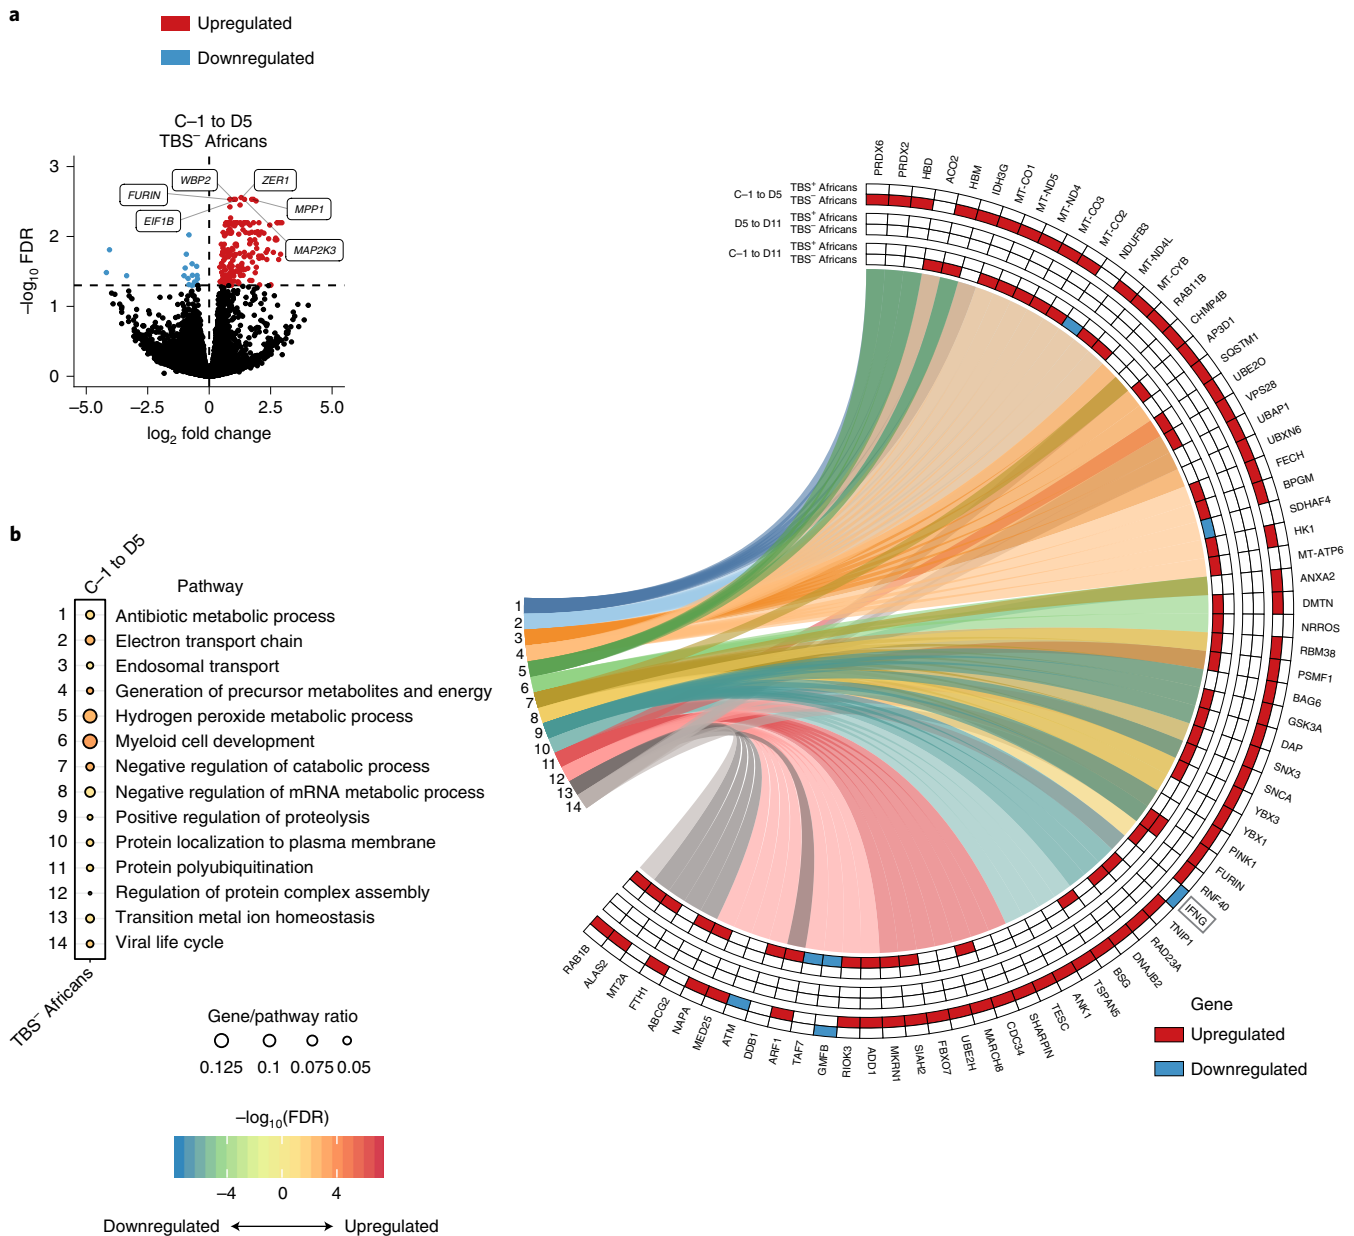 a
Upregulated
Downregulated
C–1 to D5
TBS− Africans
3
2
1
0
–log10 FDR
WBP2
ZER1
FURIN
MPP1
EIF1B
MAP2K3
–5.0
–2.5
0
2.5
5.0
log2 fold change
b
C–1 to D5
Pathway
1 Antibiotic metabolic process
2 Electron transport chain
3 Endosomal transport
4 Generation of precursor metabolites and energy
5 Hydrogen peroxide metabolic process
6 Myeloid cell development
7 Negative regulation of catabolic process
8 Negative regulation of mRNA metabolic process
9 Positive regulation of proteolysis
10 Protein localization to plasma membrane
11 Protein polyubiquitination
12 Regulation of protein complex assembly
13 Transition metal ion homeostasis
14 Viral life cycle
TBS− Africans
Gene/pathway ratio
0.125 0.1 0.075 0.05
–log10(FDR)
–4 0 4
Downregulated Upregulated
C–1 to D5
TBS+ Africans
TBS− Africans
D5 to D11
TBS+ Africans
TBS− Africans
C–1 to D11
TBS+ Africans
TBS− Africans
PRDX6
PRDX2
HBD
ACO2
HBM
IDH3G
MT-CO1
MT-ND5
MT-ND4
MT-CO3
MT-CO2
NDUFB3
MT-ND4L
MT-CYB
RAB11B
CHMP4B
AP3D1
SQSTM1
UBE2O
VPS28
UBAP1
UBXN6
FECH
BPGM
SDHAF4
HK1
MT-ATP6
ANXA2
DMTN
NRROS
RBM38
PSMF1
BAG6
GSK3A
DAP
SNX3
SNCA
YBX3
YBX1
PINK1
FURIN
RNF40
IFNG
TNIP1
RAD23A
DNAJB2
BSG
TSPAN5
ANK1
TESC
SHARPIN
CDC34
MARCH8
UBE2H
FBXO7
SIAH2
MKRN1
ADD1
RIOK3
GMFB
TAF7
ARF1
DDB1
ATM
MED25
NAPA
ABCG2
FTH1
MT2A
ALAS2
RAB1B
1
2
3
4
5
6
7
8
9
10
11
12
13
14
Gene
Upregulated
Downregulated